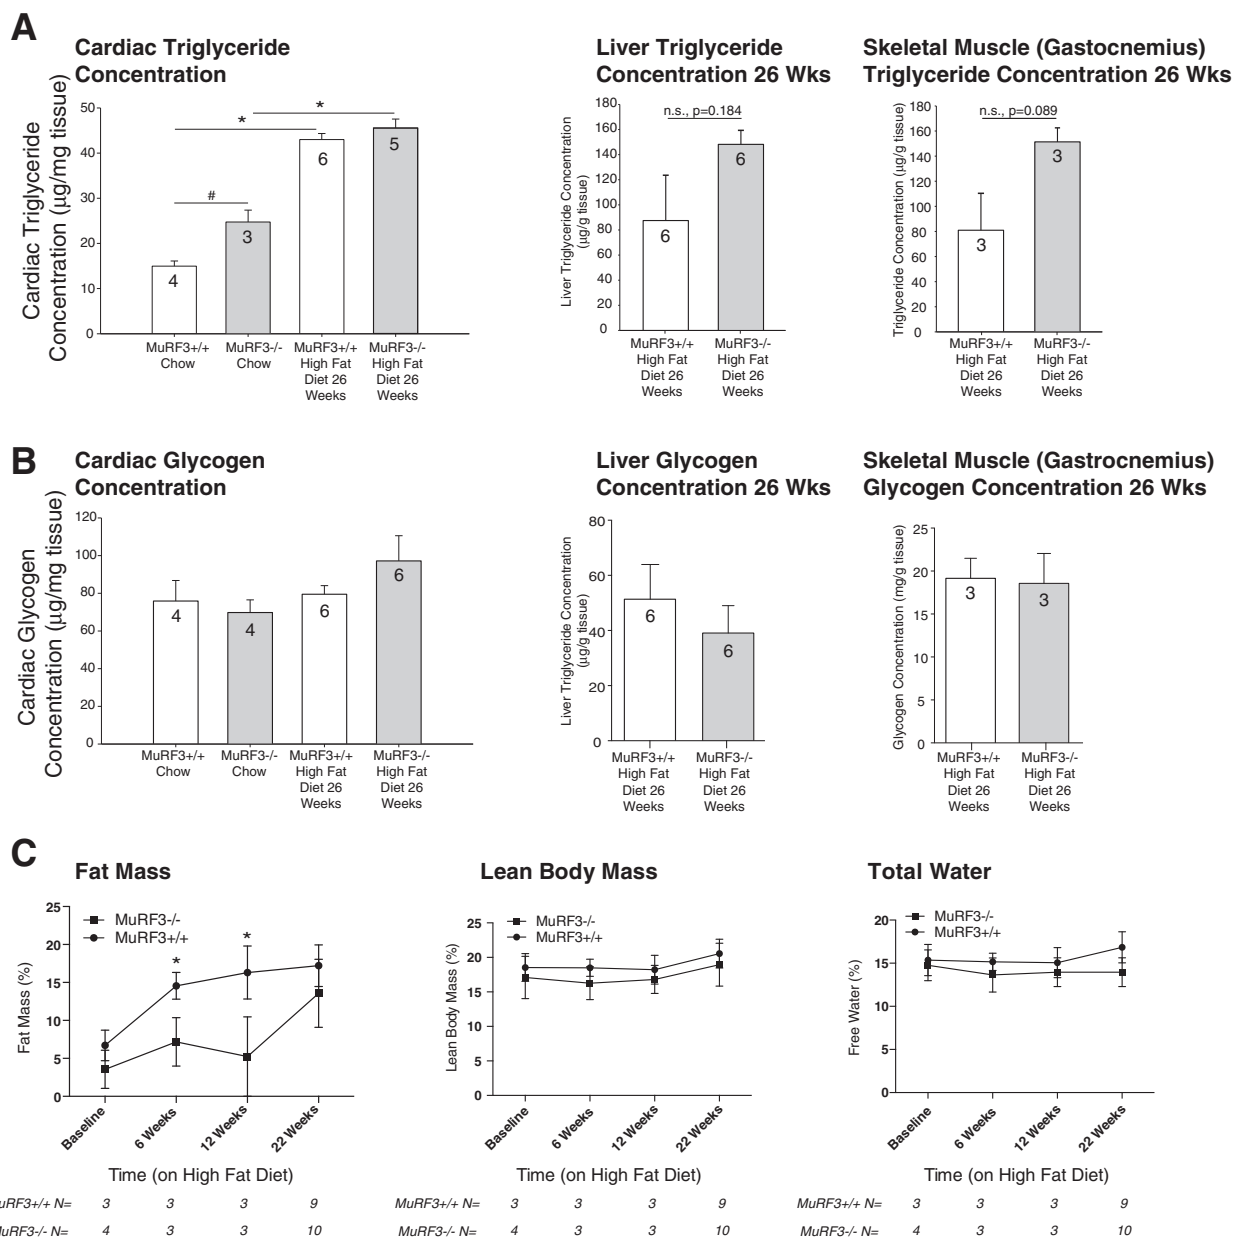 A
Cardiac Triglyceride
Concentration
Cardiac Triglyceride
Concentration (µg/mg tissue)
50
40
30
20
10
0
*
*
#
4
3
6
5
MuRF3+/+
Chow
MuRF3-/-
Chow
MuRF3+/+
High Fat
Diet 26
Weeks
MuRF3-/-
High Fat
Diet 26
Weeks
Liver Triglyceride
Concentration 26 Wks
Liver Triglyceride Concentration
(µg/g tissue)
180
160
140
120
100
80
60
40
20
0
n.s., p=0.184
6
6
MuRF3+/+
High Fat
Diet 26
Weeks
MuRF3-/-
High Fat
Diet 26
Weeks
Skeletal Muscle (Gastocnemius)
Triglyceride Concentration 26 Wks
Triglyceride Concentration (µg/g tissue)
180
160
140
120
100
80
60
40
20
0
n.s., p=0.089
3
3
MuRF3+/+
High Fat
Diet 26
Weeks
MuRF3-/-
High Fat
Diet 26
Weeks
B
Cardiac Glycogen
Concentration
Cardiac Glycogen
Concentration (µg/mg tissue)
120
100
80
60
40
20
0
4
4
6
6
MuRF3+/+
Chow
MuRF3-/-
Chow
MuRF3+/+
High Fat
Diet 26
Weeks
MuRF3-/-
High Fat
Diet 26
Weeks
Liver Glycogen
Concentration 26 Wks
Liver Triglyceride Concentration
(µg/g tissue)
80
60
40
20
0
6
6
MuRF3+/+
High Fat
Diet 26
Weeks
MuRF3-/-
High Fat
Diet 26
Weeks
Skeletal Muscle (Gastrocnemius)
Glycogen Concentration 26 Wks
Glycogen Concentration (mg/g tissue)
25
20
15
10
5
0
3
3
MuRF3+/+
High Fat
Diet 26
Weeks
MuRF3-/-
High Fat
Diet 26
Weeks
C
Fat Mass
Fat Mass (%)
25
20
15
10
5
0
MuRF3-/-
MuRF3+/+
*
*
Baseline
6 Weeks
12 Weeks
22 Weeks
Time (on High Fat Diet)
uRF3+/+ N= 3 3 3 9
MuRF3-/- N= 4 3 3 10
Lean Body Mass
Lean Body Mass (%)
25
20
15
10
5
0
MuRF3-/-
MuRF3+/+
Baseline
6 Weeks
12 Weeks
22 Weeks
Time (on High Fat Diet)
MuRF3+/+ N= 3 3 3 9
MuRF3-/- N= 4 3 3 10
Total Water
Free Water (%)
20
15
10
5
0
MuRF3-/-
MuRF3+/+
Baseline
6 Weeks
12 Weeks
22 Weeks
Time (on High Fat Diet)
MuRF3+/+ N= 3 3 3 9
MuRF3-/- N= 4 3 3 10